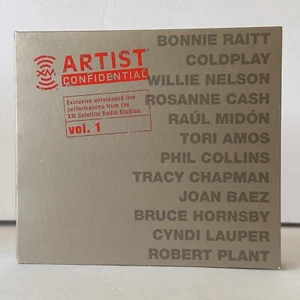 XM
ARTIST
CONFIDENTIAL
Exclusive unreleased live
performances from the
XM Satellite Radio Studios.
vol. 1
BONNIE RAITT
COLDPLAY
WILLIE NELSON
ROSANNE CASH
RAÚL MIDÓN
TORI AMOS
PHIL COLLINS
TRACY CHAPMAN
JOAN BAEZ
BRUCE HORNSBY
CYNDI LAUPER
ROBERT PLANT